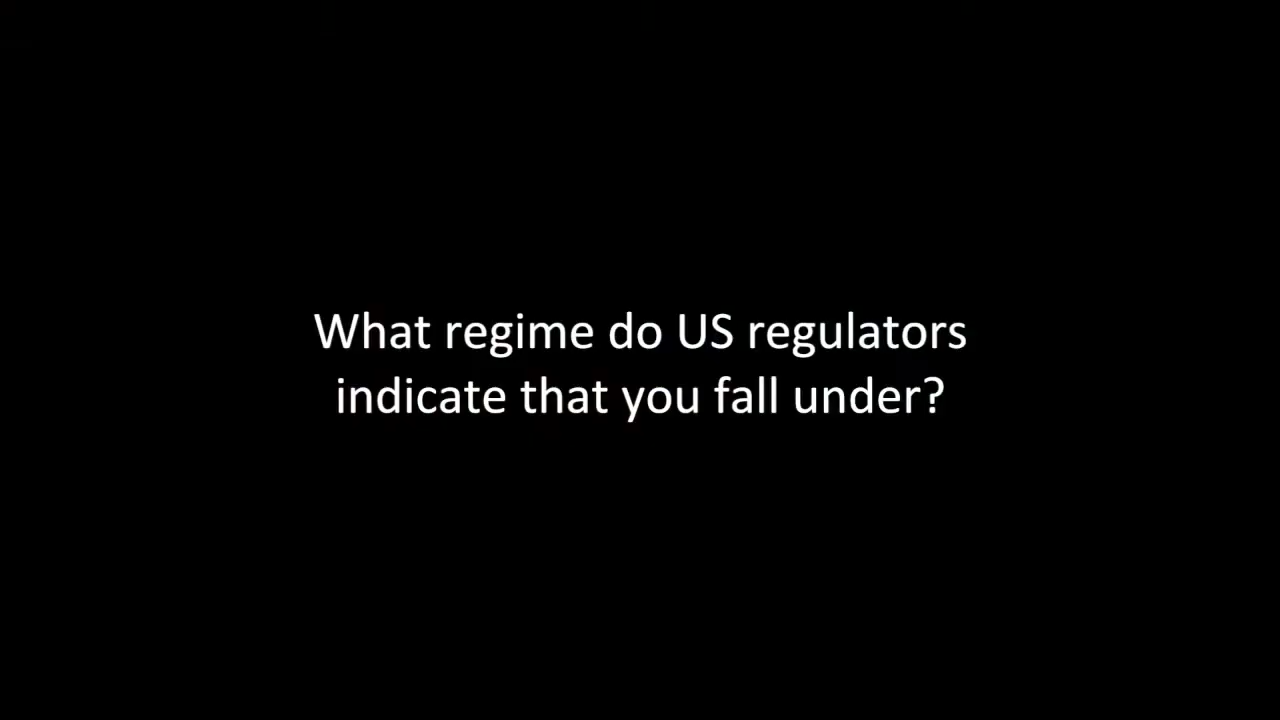 What regime do US regulators
indicate that you fall under?